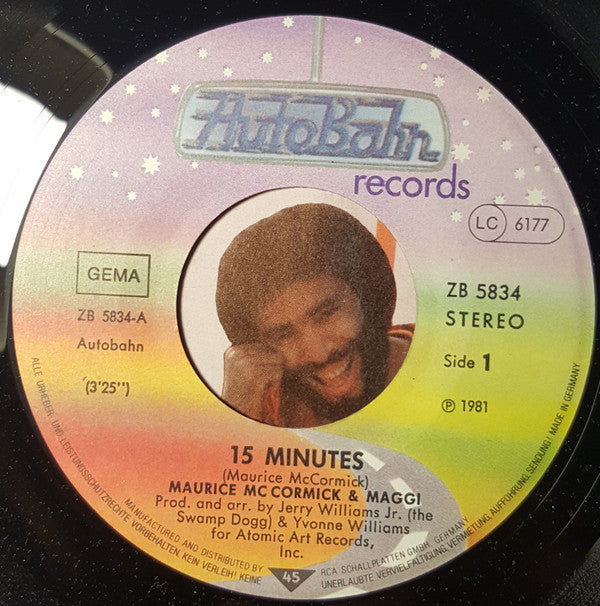 AutoBahn
records
LC 6177
GEMA
ZB 5834-A
Autobahn
(3'25'')
ZB 5834
STEREO
Side 1
℗ 1981
15 MINUTES
(Maurice McCormick)
MAURICE MC CORMICK & MAGGI
Prod. and arr. by Jerry Williams Jr. (the
Swamp Dogg) & Yvonne Williams
for Atomic Art Records,
Inc.
45
ALLE URHEBER- UND LEISTUNGSSCHUTZRECHTE VORBEHALTEN. KEIN VERLEIH! KEINE UNERLAUBTE VERVIELFÄLTIGUNG, VERMIETUNG, AUFFÜHRUNG, SENDUNG! MADE IN GERMANY
MANUFACTURED AND DISTRIBUTED BY RCA SCHALLPLATTEN GMBH, GERMANY